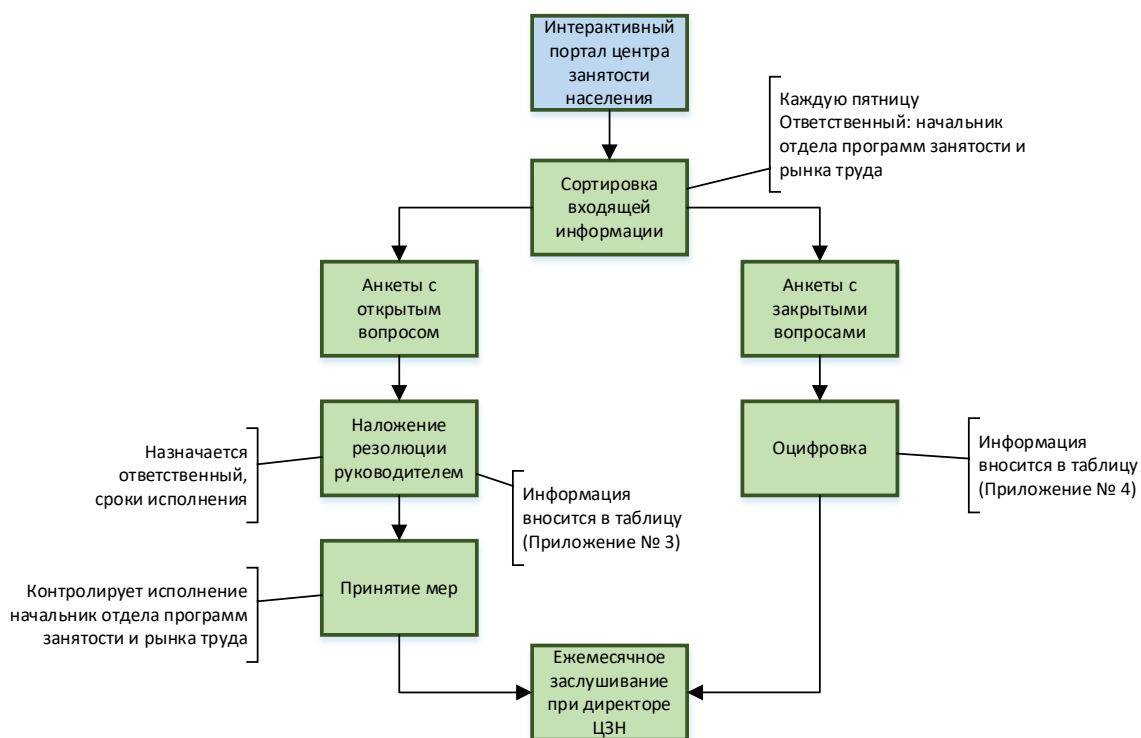 Интерактивный
портал центра
занятости
населения
Каждую пятницу
Ответственный: начальник
отдела программ занятости и
рынка труда
Сортировка
входящей
информации
Анкеты с
открытым
вопросом
Анкеты с
закрытыми
вопросами
Назначается
ответственный,
сроки исполнения
Наложение
резолюции
руководителем
Информация
вносится в таблицу
(Приложение № 3)
Оцифровка
Информация
вносится в таблицу
(Приложение № 4)
Контролирует исполнение
начальник отдела программ
занятости и рынка труда
Принятие мер
Ежемесячное
заслушивание
при директоре
ЦЗН